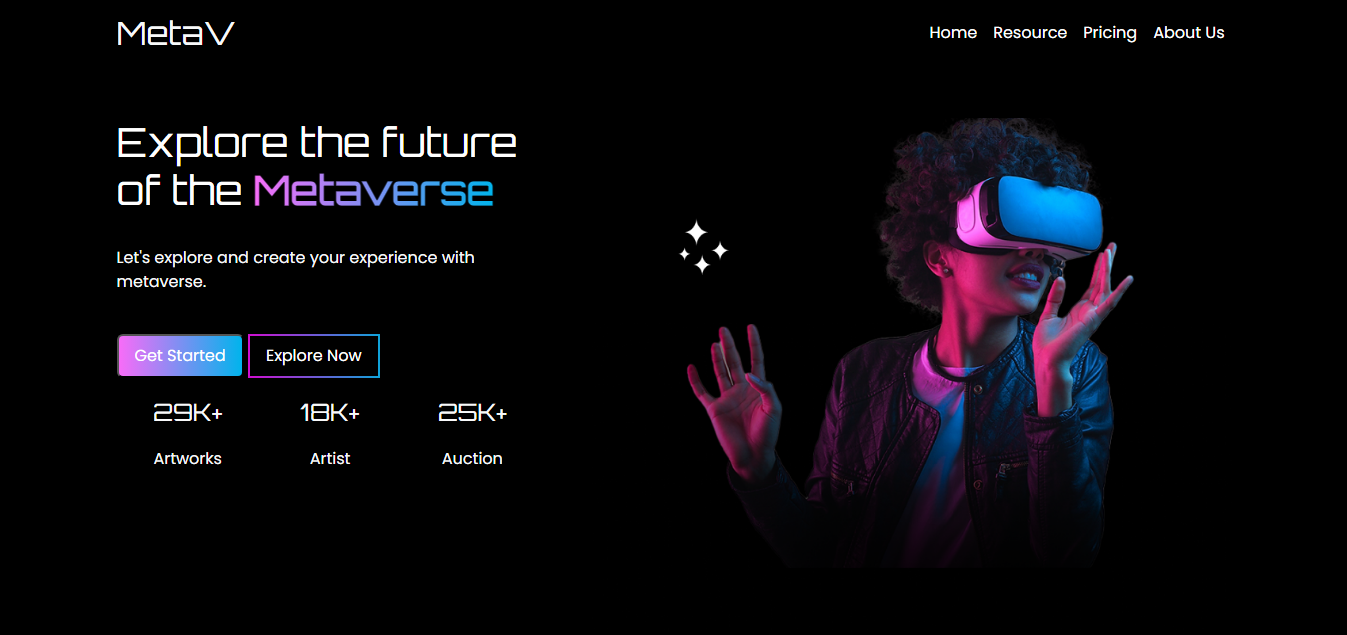 MetaV
Home Resource Pricing About Us
Explore the future
of the Metaverse
Let's explore and create your experience with
metaverse.
Get Started Explore Now
29K+ 18K+ 25K+
Artworks Artist Auction